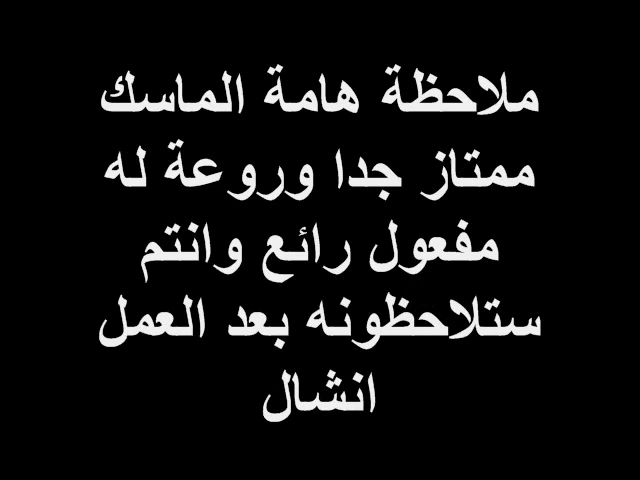 ملاحظة هامة الماسك
ممتاز جدا وروعة له
مفعول رائع وانتم
ستلاحظونه بعد العمل
انشال